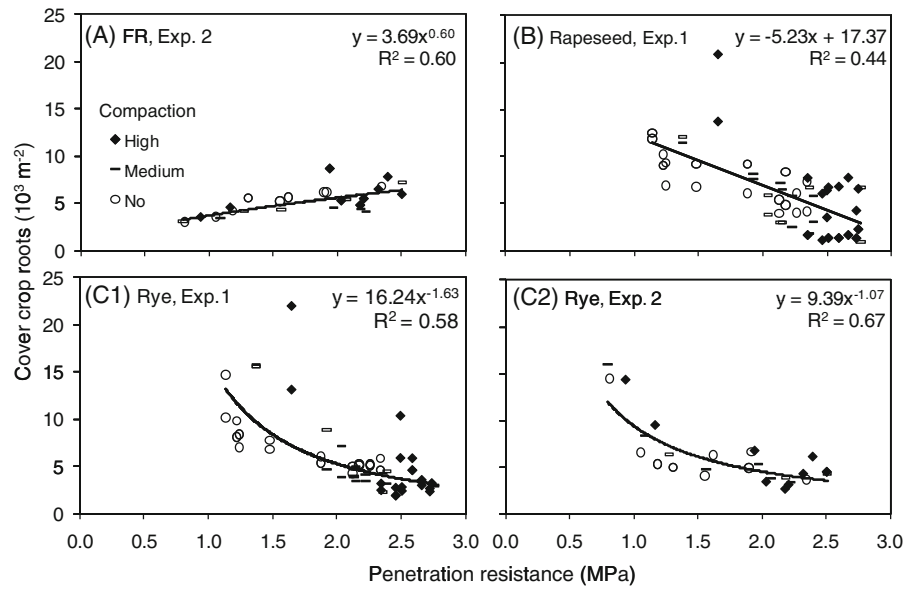 (A) FR, Exp. 2
y = 3.69x^0.60
R² = 0.60
Compaction
High
Medium
No
(B) Rapeseed, Exp.1
y = -5.23x + 17.37
R² = 0.44
(C1) Rye, Exp.1
y = 16.24x^-1.63
R² = 0.58
(C2) Rye, Exp. 2
y = 9.39x^-1.07
R² = 0.67
Cover crop roots (10³ m⁻²)
25
20
15
10
5
0
25
20
15
10
5
0
0.0 0.5 1.0 1.5 2.0 2.5 3.0
0.0 0.5 1.0 1.5 2.0 2.5 3.0
Penetration resistance (MPa)